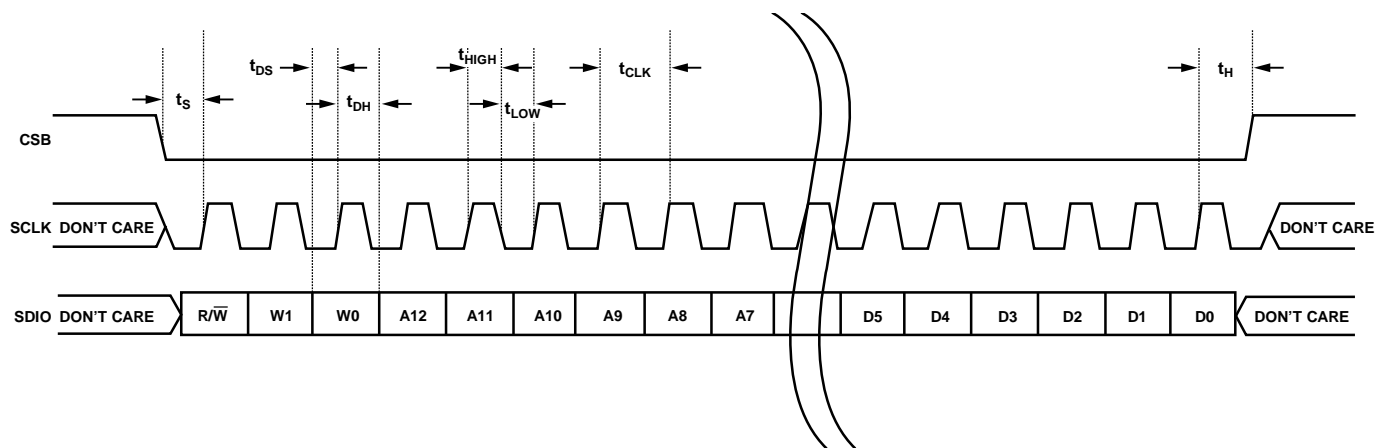 tDS
tHIGH
tCLK
tH
tS
tDH
tLOW
CSB
SCLK DON'T CARE
DON'T CARE
SDIO DON'T CARE
R/W̅
W1
W0
A12
A11
A10
A9
A8
A7
D5
D4
D3
D2
D1
D0
DON'T CARE